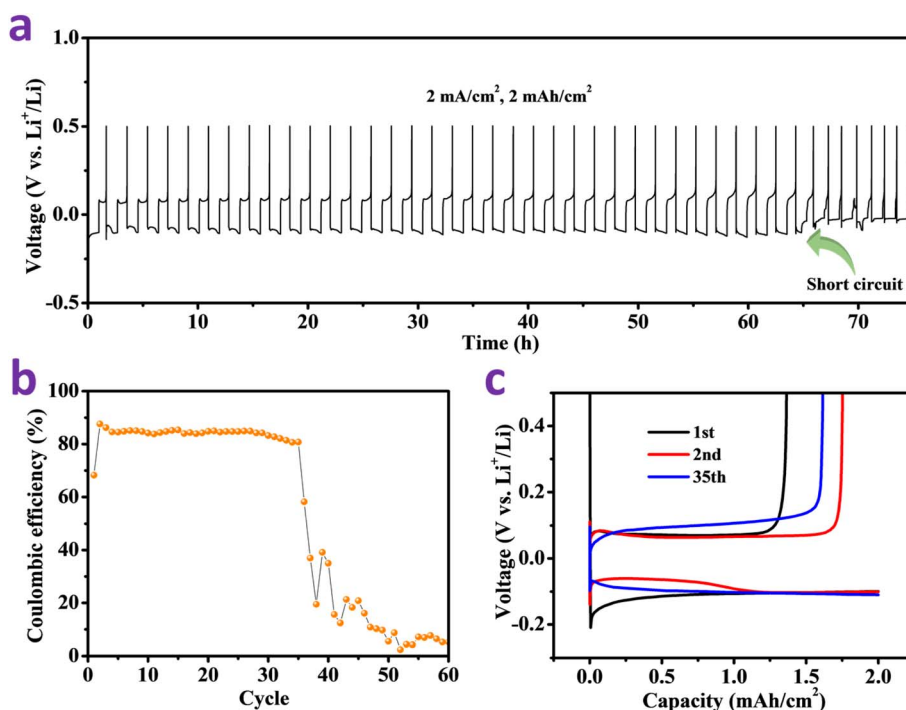 a
1.0
0.5
0.0
-0.5
Voltage (V vs. Li⁺/Li)
2 mA/cm², 2 mAh/cm²
Short circuit
0 10 20 30 40 50 60 70
Time (h)
b
100
80
60
40
20
0
Coulombic efficiency (%)
0 10 20 30 40 50 60
Cycle
c
0.4
0.2
0.0
-0.2
Voltage (V vs. Li⁺/Li)
1st
2nd
35th
0.0 0.5 1.0 1.5 2.0
Capacity (mAh/cm²)